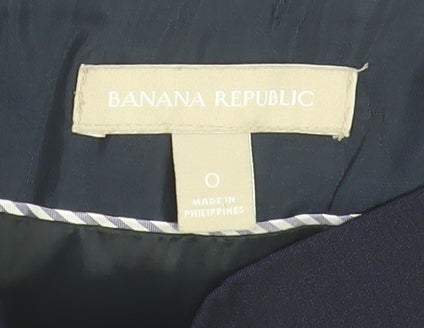 BANANA REPUBLIC
0
MADE IN
PHILIPPINES